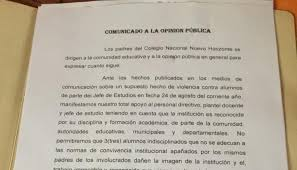 COMUNICADO A LA OPINION PÚBLICA
Los padres del Colegio Nacional Nuevo Horizonte se
dirigen a la comunidad educativa y a la opinión pública en general para
expresar cuanto sigue:
Ante los hechos publicados en los medios de
comunicación sobre un supuesto hecho de violencia contra alumnos
de parte del Jefe de Estudios en fecha 24 de agosto del corriente año,
manifestamos nuestro total apoyo al personal directivo, plantel docente
y jefe de estudio teniendo en cuenta que la institución es reconocida
por su disciplina y formación académica, de parte de la comunidad,
autoridades educativas, municipales y departamentales. No
permitiremos que 3(tres) alumnos indisciplinados que no se adecuan a
las normas de convivencia institucional apañados por los mismos
padres de los involucrados dañen la imagen de la institución y el
trabajo